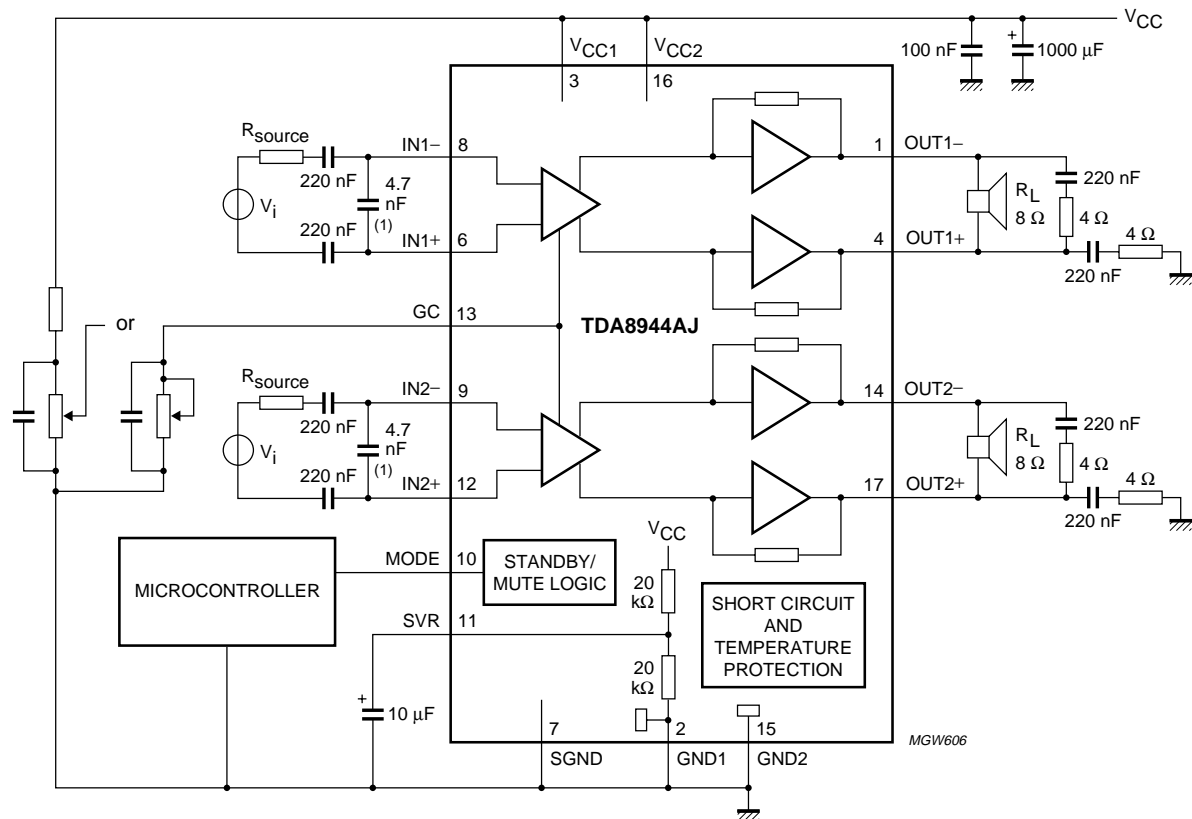 VCC
VCC1
VCC2
100 nF
1000 μF
+
3
16
Rsource
IN1−
8
1
OUT1−
220 nF
4.7
nF
(1)
220 nF
RL
8 Ω
Vi
220 nF
IN1+
6
4
OUT1+
4 Ω
4 Ω
220 nF
or
GC
13
TDA8944AJ
Rsource
IN2−
9
14
OUT2−
220 nF
4.7
nF
(1)
220 nF
RL
8 Ω
Vi
220 nF
IN2+
12
17
OUT2+
4 Ω
4 Ω
220 nF
VCC
MICROCONTROLLER
MODE
10
STANDBY/
MUTE LOGIC
20
kΩ
SHORT CIRCUIT
AND
TEMPERATURE
PROTECTION
SVR
11
20
kΩ
+
10 μF
7
2
15
SGND
GND1
GND2
MGW606